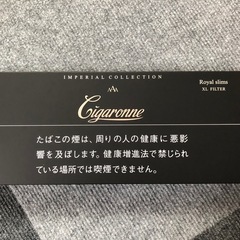 IMPERIAL COLLECTION
Royal slims
XL FILTER
Cigaronne
たばこの煙は、周りの人の健康に悪影
響を及ぼします。健康増進法で禁じられ
ている場所では喫煙できません。